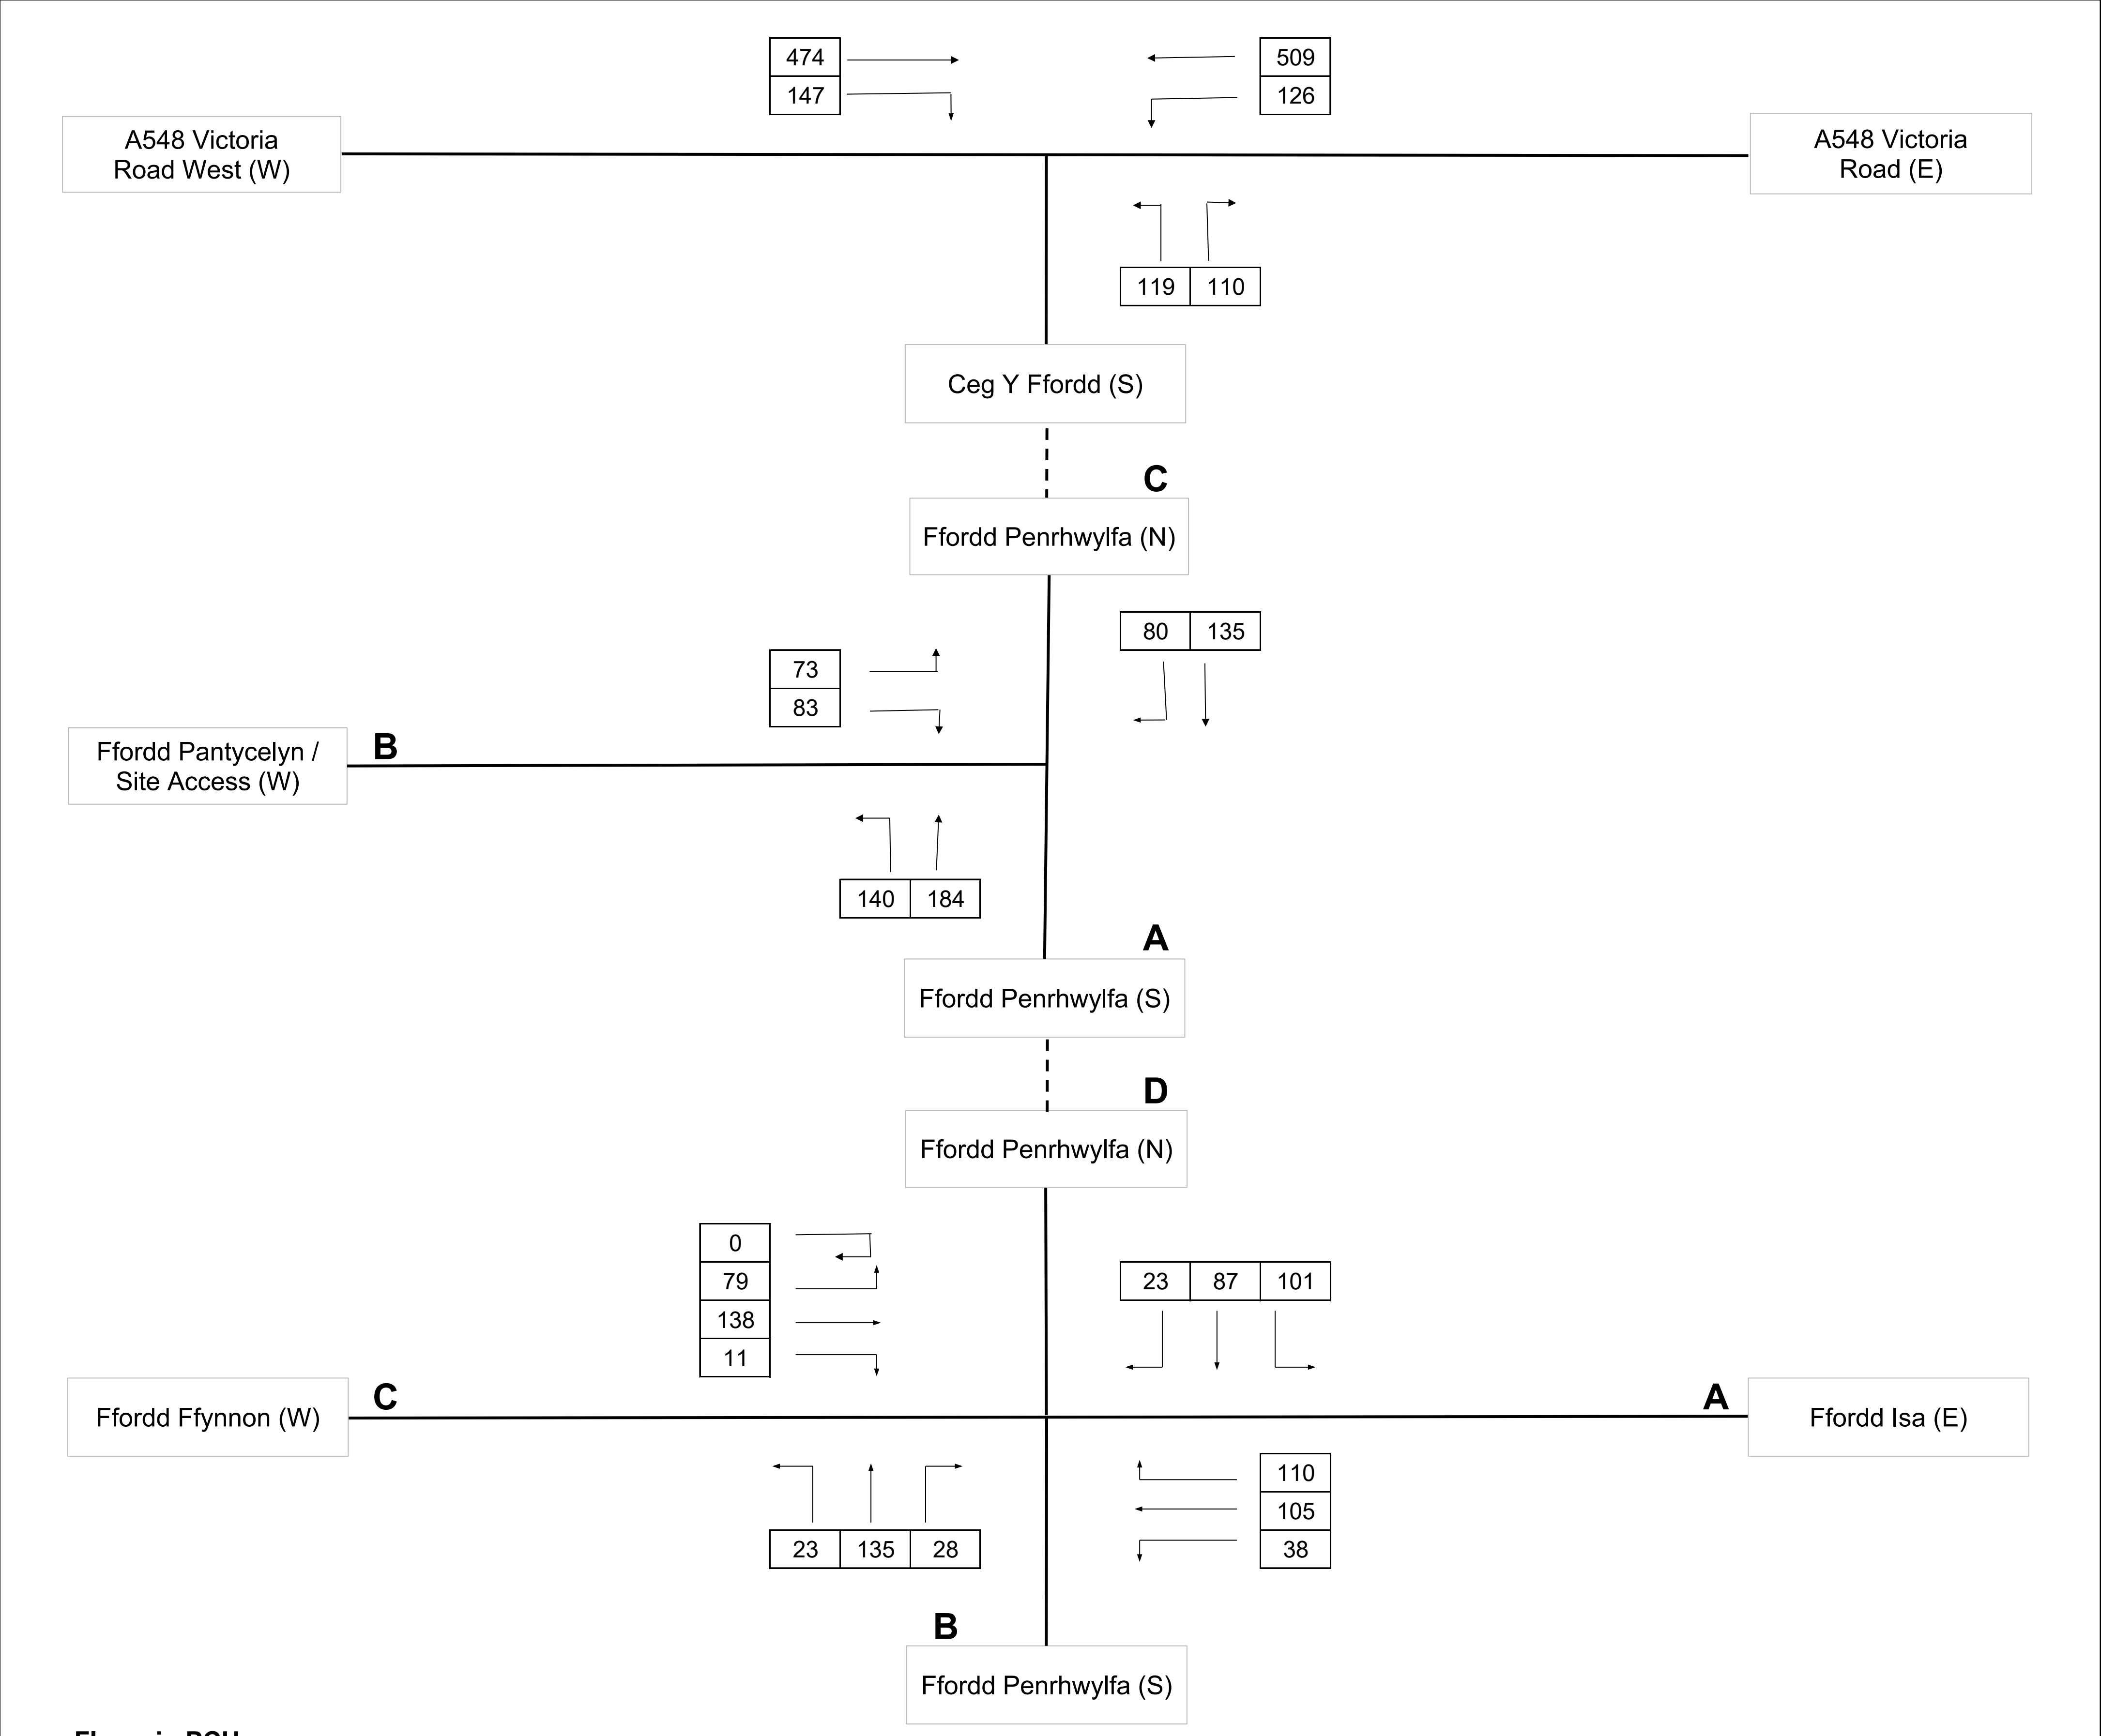 474
509
147
126
A548 Victoria
Road West (W)
A548 Victoria
Road (E)
119 110
Ceg Y Ffordd (S)
C
Ffordd Penrhwylfa (N)
80 135
73
83
Ffordd Pantycelyn /
Site Access (W)
B
140 184
A
Ffordd Penrhwylfa (S)
D
Ffordd Penrhwylfa (N)
0
79
138
11
23 87 101
Ffordd Ffynnon (W)
C
A
Ffordd Isa (E)
110
105
38
23 135 28
B
Ffordd Penrhwylfa (S)